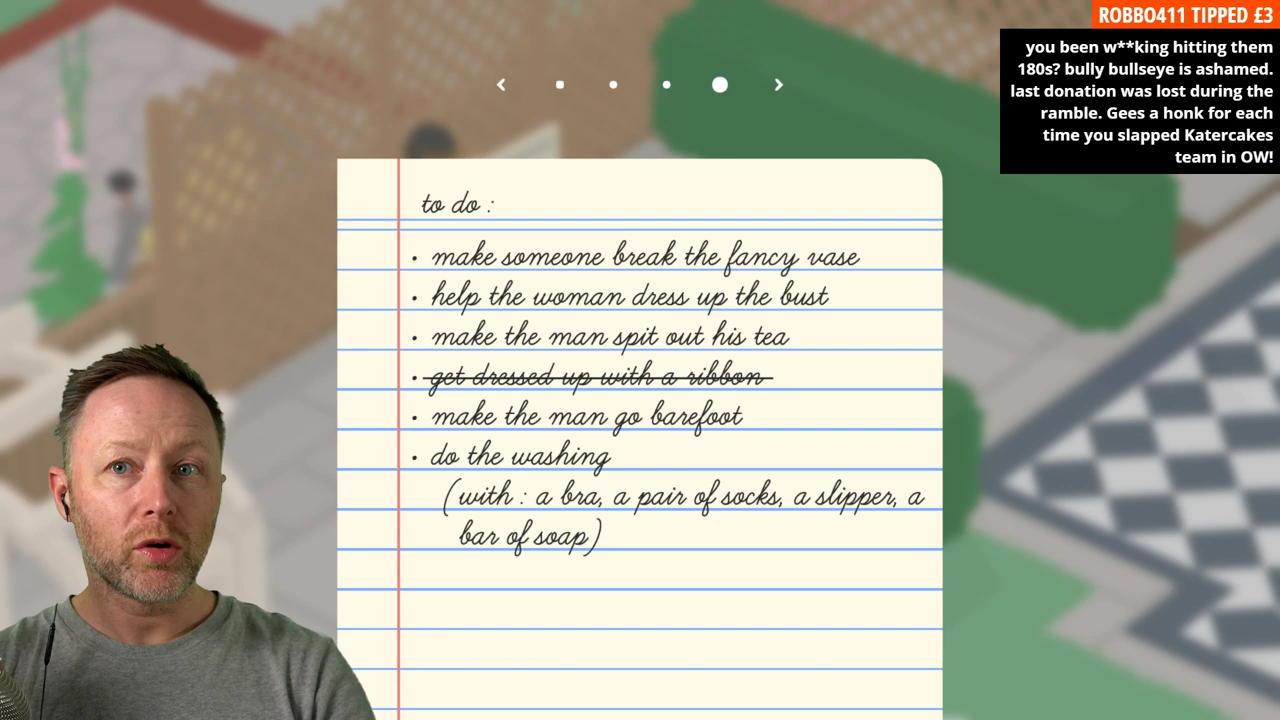 ROBBO411 TIPPED £3
you been w**king hitting them
180s? bully bullseye is ashamed.
last donation was lost during the
ramble. Gees a honk for each
time you slapped Katercakes
team in OW!
to do :
• make someone break the fancy vase
• help the woman dress up the bust
• make the man spit out his tea
• get dressed up with a ribbon
• make the man go barefoot
• do the washing
(with : a bra, a pair of socks, a slipper, a
bar of soap)